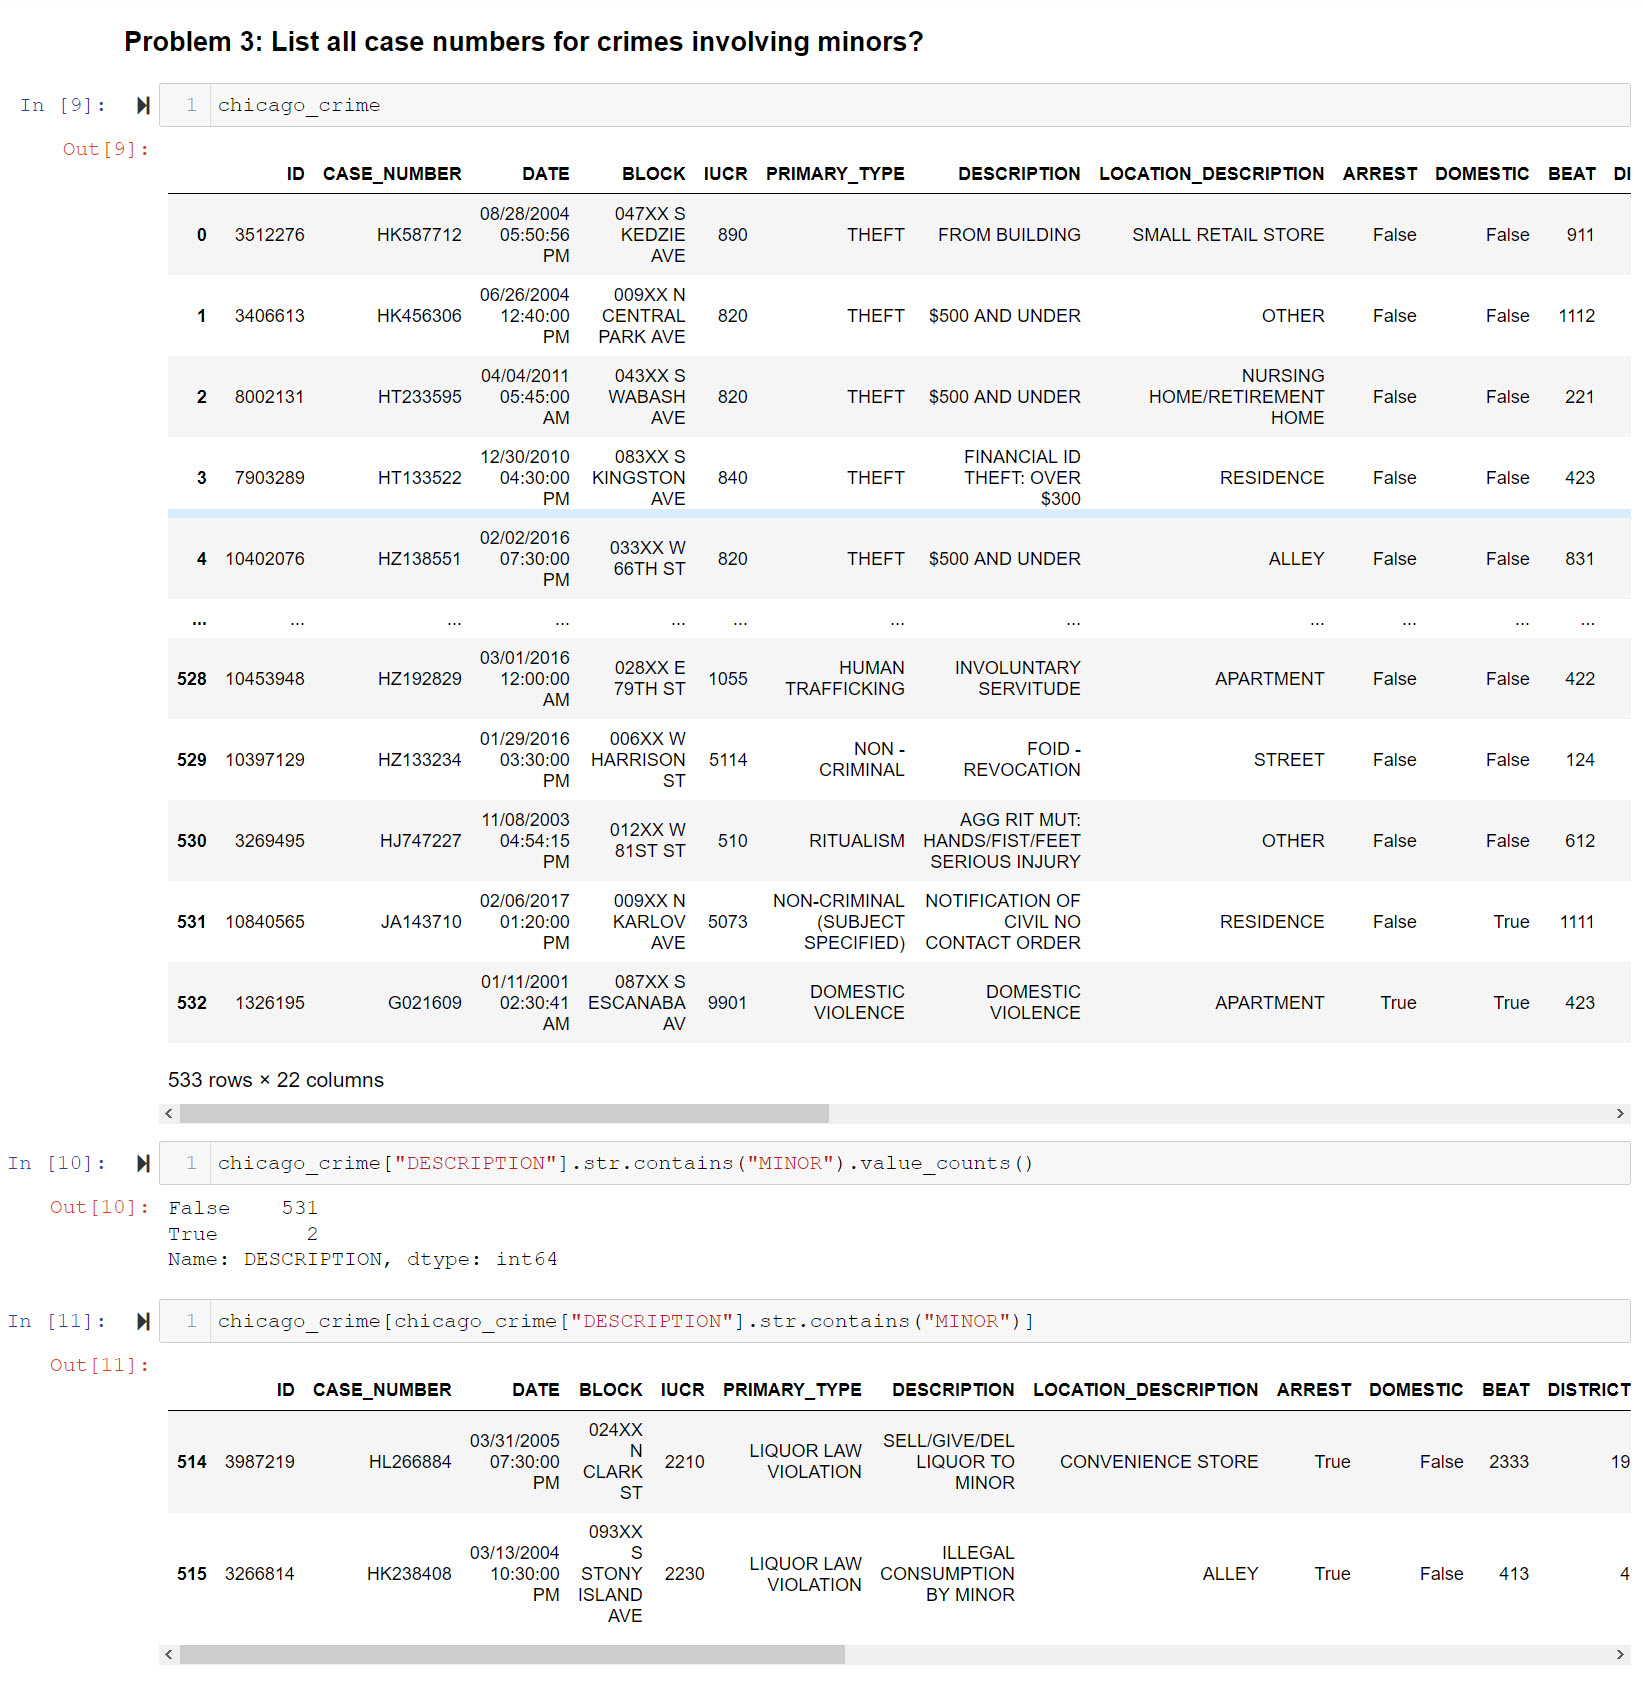 Problem 3: List all case numbers for crimes involving minors?
In [9]: 1 chicago_crime
Out[9]:
ID CASE_NUMBER DATE BLOCK IUCR PRIMARY_TYPE DESCRIPTION LOCATION_DESCRIPTION ARREST DOMESTIC BEAT DI
08/28/2004 047XX S
0 3512276 HK587712 05:50:56 KEDZIE 890 THEFT FROM BUILDING SMALL RETAIL STORE False False 911
PM AVE
06/26/2004 009XX N
1 3406613 HK456306 12:40:00 CENTRAL 820 THEFT $500 AND UNDER OTHER False False 1112
PM PARK AVE
04/04/2011 043XX S NURSING
2 8002131 HT233595 05:45:00 WABASH 820 THEFT $500 AND UNDER HOME/RETIREMENT False False 221
AM AVE HOME
12/30/2010 083XX S FINANCIAL ID
3 7903289 HT133522 04:30:00 KINGSTON 840 THEFT THEFT: OVER RESIDENCE False False 423
PM AVE $300
02/02/2016 033XX W
4 10402076 HZ138551 07:30:00 66TH ST 820 THEFT $500 AND UNDER ALLEY False False 831
PM
... ... ... ... ... ... ... ... ... ... ... ...
03/01/2016 028XX E HUMAN INVOLUNTARY
528 10453948 HZ192829 12:00:00 79TH ST 1055 TRAFFICKING SERVITUDE APARTMENT False False 422
AM
01/29/2016 006XX W NON - FOID -
529 10397129 HZ133234 03:30:00 HARRISON 5114 CRIMINAL REVOCATION STREET False False 124
PM ST
11/08/2003 012XX W AGG RIT MUT:
530 3269495 HJ747227 04:54:15 81ST ST 510 RITUALISM HANDS/FIST/FEET OTHER False False 612
PM SERIOUS INJURY
02/06/2017 009XX N NON-CRIMINAL NOTIFICATION OF
531 10840565 JA143710 01:20:00 KARLOV 5073 (SUBJECT CIVIL NO RESIDENCE False True 1111
PM AVE SPECIFIED) CONTACT ORDER
01/11/2001 087XX S DOMESTIC DOMESTIC
532 1326195 G021609 02:30:41 ESCANABA 9901 VIOLENCE VIOLENCE APARTMENT True True 423
AM AV
533 rows × 22 columns
In [10]: 1 chicago_crime["DESCRIPTION"].str.contains("MINOR").value_counts()
Out[10]: False 531
True 2
Name: DESCRIPTION, dtype: int64
In [11]: 1 chicago_crime[chicago_crime["DESCRIPTION"].str.contains("MINOR")]
Out[11]:
ID CASE_NUMBER DATE BLOCK IUCR PRIMARY_TYPE DESCRIPTION LOCATION_DESCRIPTION ARREST DOMESTIC BEAT DISTRICT
024XX
03/31/2005 N LIQUOR LAW SELL/GIVE/DEL
514 3987219 HL266884 07:30:00 CLARK 2210 VIOLATION LIQUOR TO CONVENIENCE STORE True False 2333 19
PM ST MINOR
093XX
03/13/2004 S LIQUOR LAW ILLEGAL
515 3266814 HK238408 10:30:00 STONY 2230 VIOLATION CONSUMPTION ALLEY True False 413 4
PM ISLAND BY MINOR
AVE